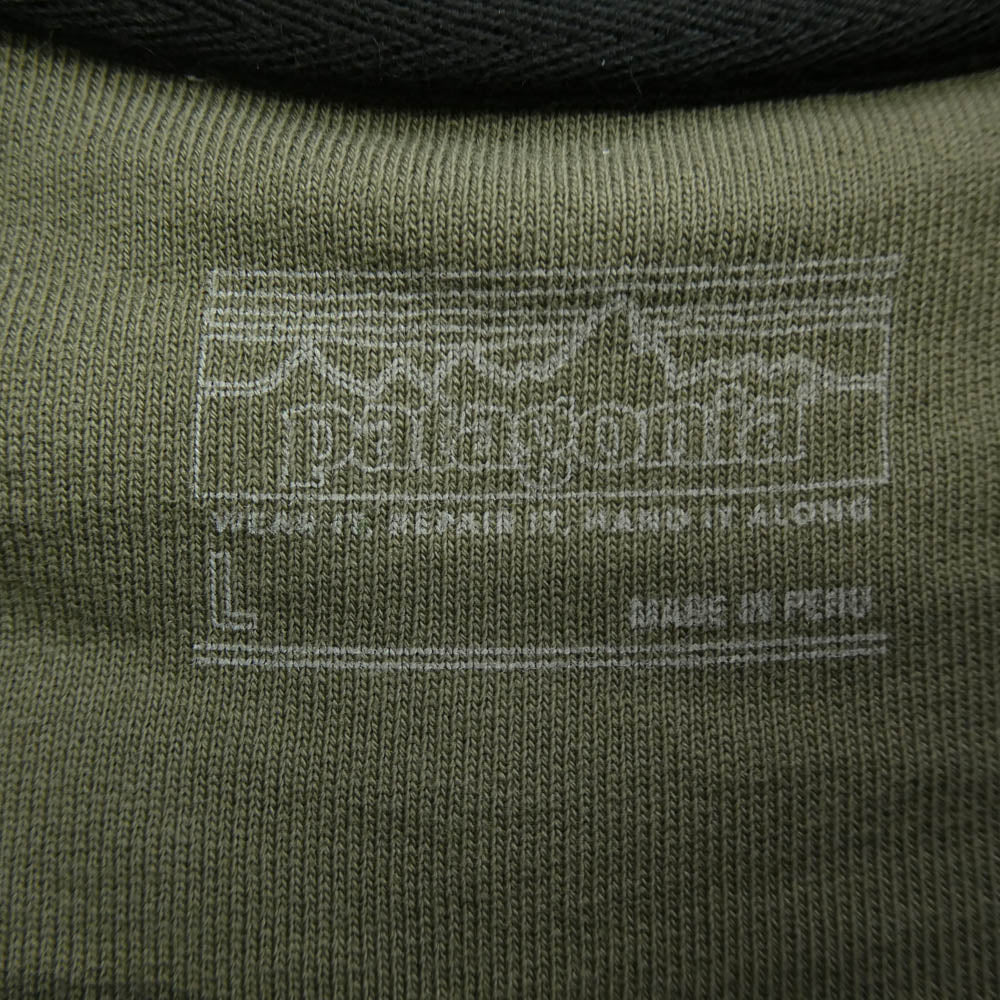 patagonia
WEAR IT, REPAIR IT, HAND IT ALONG
L
MADE IN PERU